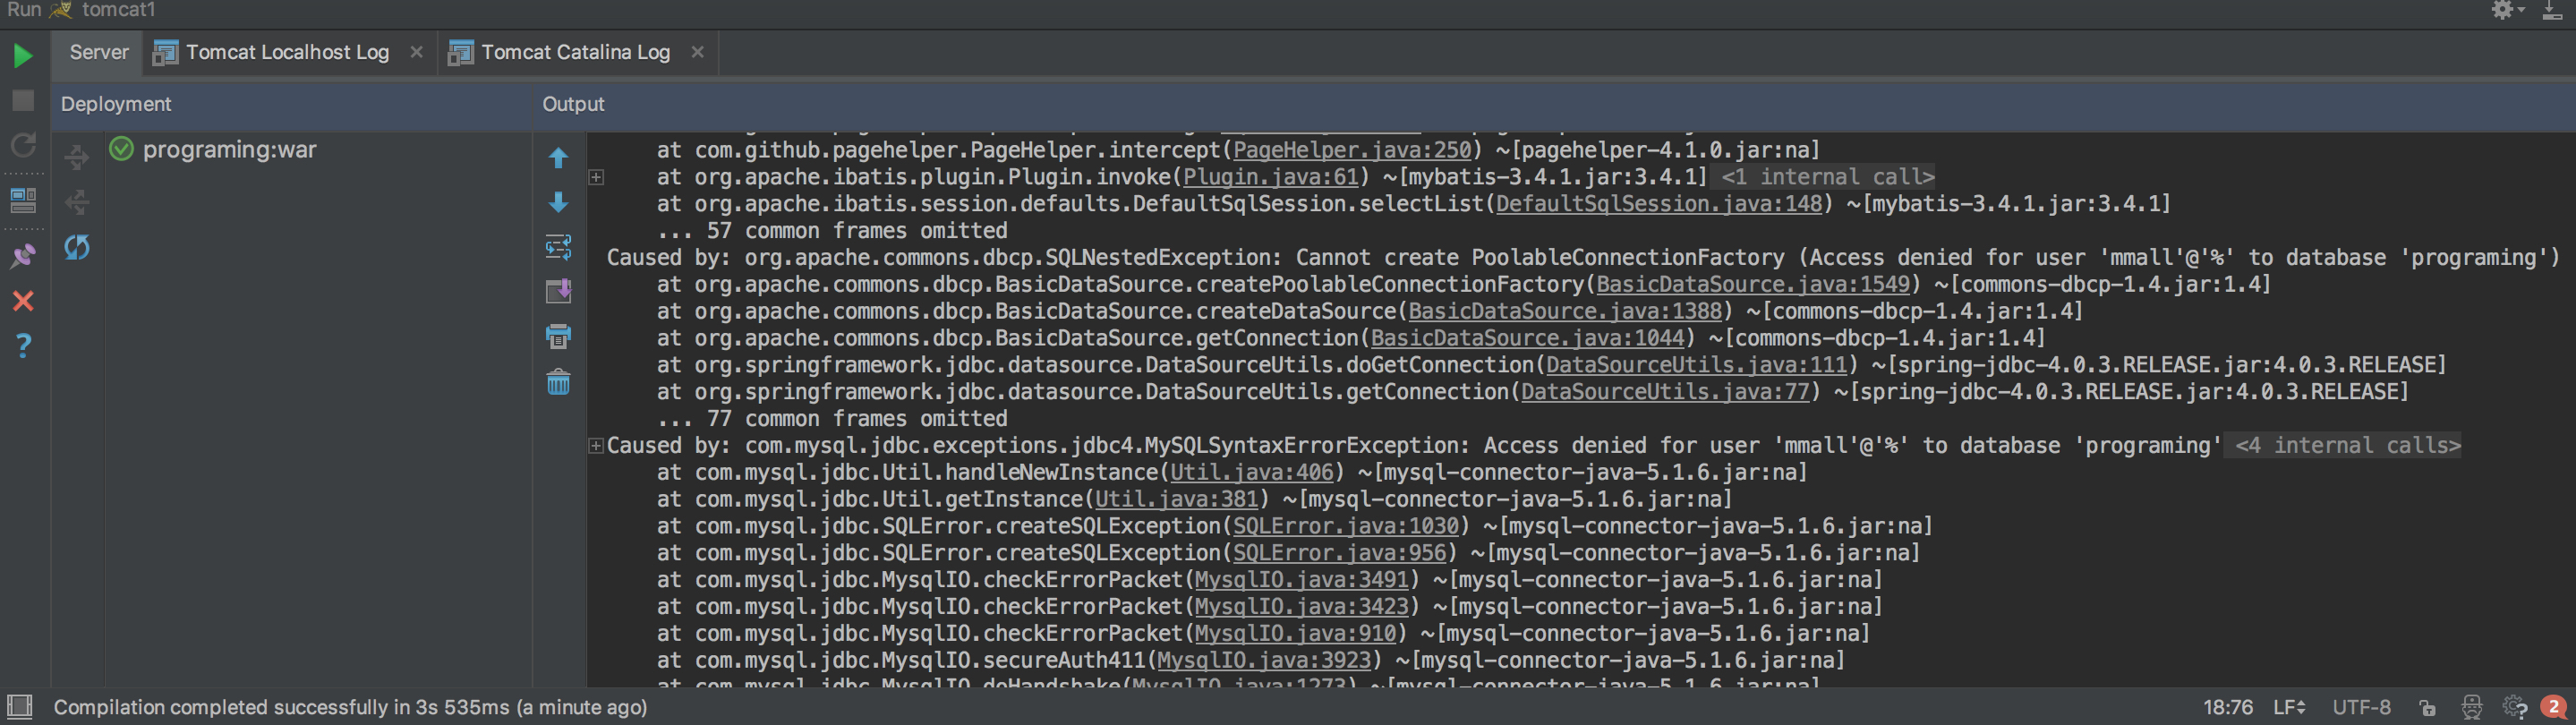 Run tomcat1
Server Tomcat Localhost Log Tomcat Catalina Log
Deployment Output
programing:war
at com.github.pagehelper.PageHelper.intercept(PageHelper.java:250) ~[pagehelper-4.1.0.jar:na]
at org.apache.ibatis.plugin.Plugin.invoke(Plugin.java:61) ~[mybatis-3.4.1.jar:3.4.1] <1 internal call>
at org.apache.ibatis.session.defaults.DefaultSqlSession.selectList(DefaultSqlSession.java:148) ~[mybatis-3.4.1.jar:3.4.1]
... 57 common frames omitted
Caused by: org.apache.commons.dbcp.SQLNestedException: Cannot create PoolableConnectionFactory (Access denied for user 'mmall'@'%' to database 'programing')
at org.apache.commons.dbcp.BasicDataSource.createPoolableConnectionFactory(BasicDataSource.java:1549) ~[commons-dbcp-1.4.jar:1.4]
at org.apache.commons.dbcp.BasicDataSource.createDataSource(BasicDataSource.java:1388) ~[commons-dbcp-1.4.jar:1.4]
at org.apache.commons.dbcp.BasicDataSource.getConnection(BasicDataSource.java:1044) ~[commons-dbcp-1.4.jar:1.4]
at org.springframework.jdbc.datasource.DataSourceUtils.doGetConnection(DataSourceUtils.java:111) ~[spring-jdbc-4.0.3.RELEASE.jar:4.0.3.RELEASE]
at org.springframework.jdbc.datasource.DataSourceUtils.getConnection(DataSourceUtils.java:77) ~[spring-jdbc-4.0.3.RELEASE.jar:4.0.3.RELEASE]
... 77 common frames omitted
Caused by: com.mysql.jdbc.exceptions.jdbc4.MySQLSyntaxErrorException: Access denied for user 'mmall'@'%' to database 'programing' <4 internal calls>
at com.mysql.jdbc.Util.handleNewInstance(Util.java:406) ~[mysql-connector-java-5.1.6.jar:na]
at com.mysql.jdbc.Util.getInstance(Util.java:381) ~[mysql-connector-java-5.1.6.jar:na]
at com.mysql.jdbc.SQLError.createSQLException(SQLError.java:1030) ~[mysql-connector-java-5.1.6.jar:na]
at com.mysql.jdbc.SQLError.createSQLException(SQLError.java:956) ~[mysql-connector-java-5.1.6.jar:na]
at com.mysql.jdbc.MysqlIO.checkErrorPacket(MysqlIO.java:3491) ~[mysql-connector-java-5.1.6.jar:na]
at com.mysql.jdbc.MysqlIO.checkErrorPacket(MysqlIO.java:3423) ~[mysql-connector-java-5.1.6.jar:na]
at com.mysql.jdbc.MysqlIO.checkErrorPacket(MysqlIO.java:910) ~[mysql-connector-java-5.1.6.jar:na]
at com.mysql.jdbc.MysqlIO.secureAuth411(MysqlIO.java:3923) ~[mysql-connector-java-5.1.6.jar:na]
at com.mysql.jdbc.MysqlIO.doHandshake(MysqlIO.java:1273) ~[mysql-connector-java-5.1.6.jar:na]
Compilation completed successfully in 3s 535ms (a minute ago) 18:76 LF UTF-8 2